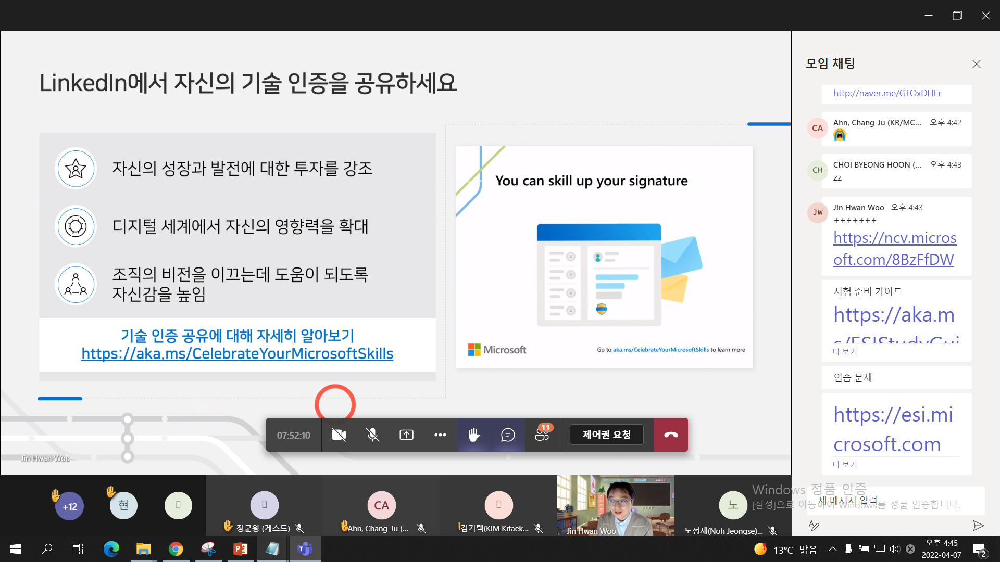 LinkedIn에서 자신의 기술 인증을 공유하세요
자신의 성장과 발전에 대한 투자를 강조
디지털 세계에서 자신의 영향력을 확대
조직의 비전을 이끄는데 도움이 되도록
자신감을 높임
기술 인증 공유에 대해 자세히 알아보기
https://aka.ms/CelebrateYourMicrosoftSkills
You can skill up your signature
Microsoft
Go to aka.ms/CelebrateYourMicrosoftSkills to learn more
Jin Hwan Woo
07:52:10
11
제어권 요청
모임 채팅
http://naver.me/GTOxDHFr
CA
Ahn, Chang-Ju (KR/MC... 오후 4:42
CH
CHOI BYEONG HOON (... 오후 4:43
zz
JW
Jin Hwan Woo 오후 4:43
+++++++
https://ncv.micros
oft.com/8BzFfDW
시험 준비 가이드
https://aka.m
s/ESIStudyGui
더 보기
연습 문제
https://esi.mi
crosoft.com
더 보기
새 메시지 입력
Windows 정품 인증
[설정]으로 이동하여 Windows를 정품 인증합니다.
+12
현
정군왕 (게스트)
CA
Ahn, Chang-Ju (...
김기택(KIM Kitaek...
Jin Hwan Woo
노
노정세(Noh Jeongse)...
13°C 맑음
오후 4:45
2022-04-07
2